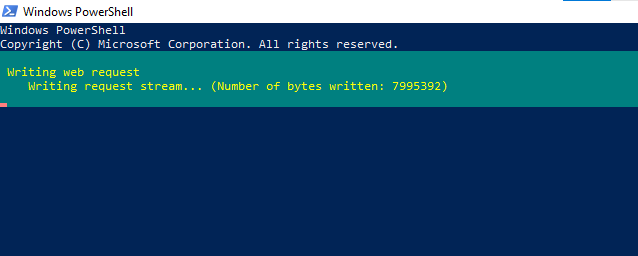 Windows PowerShell
Windows PowerShell
Copyright (C) Microsoft Corporation. All rights reserved.
Writing web request
Writing request stream... (Number of bytes written: 7995392)